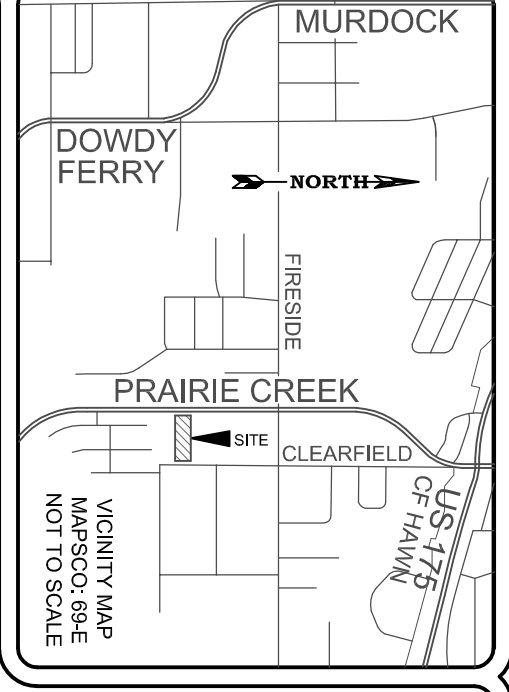 MURDOCK
DOWDY
FERRY
NORTH
FIRESIDE
PRAIRIE CREEK
SITE
CLEARFIELD
US 175
CF HAWN
VICINITY MAP
MAPSCO: 69-E
NOT TO SCALE